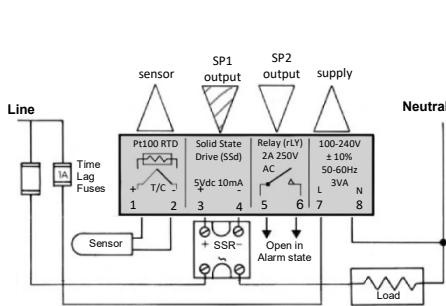 SP1 SP2
sensor output output supply
Line
Neutral
Pt100 RTD Solid State Drive (SSd) Relay (rLY) 2A 250V AC 100-240V ± 10% 50-60Hz 3VA
+ T/C - 5Vdc 10mA L N
+ -
1 2 3 4 5 6 7 8
1A Time
Lag
Fuses
Sensor + SSR - Open in
Alarm state
Load